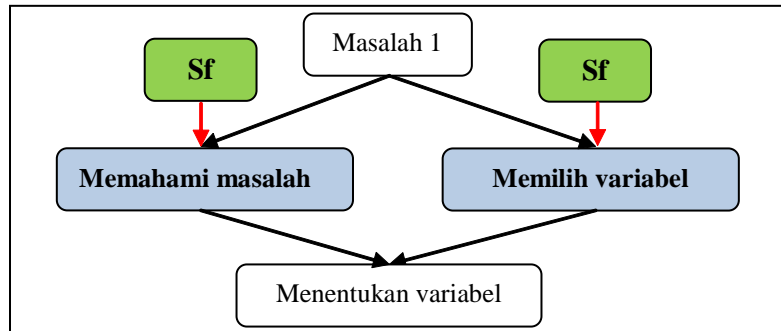 Masalah 1
Sf
Sf
Memahami masalah
Memilih variabel
Menentukan variabel